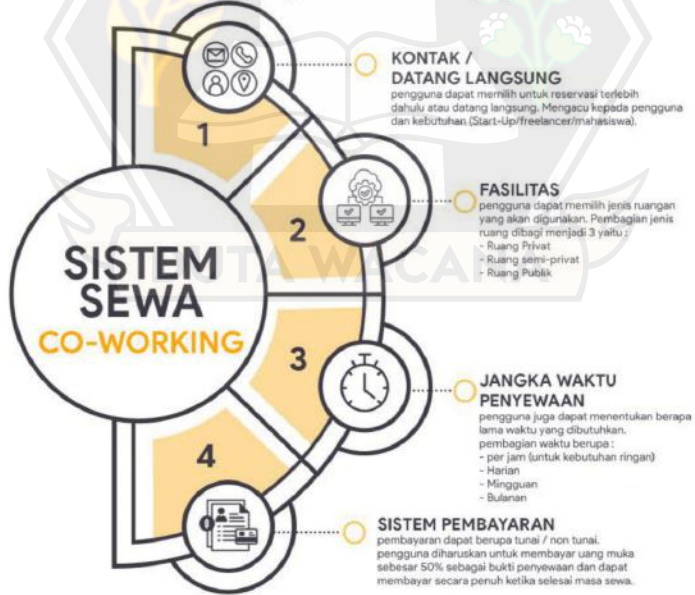 SISTEM
SEWA
CO-WORKING
1
KONTAK /
DATANG LANGSUNG
pengguna dapat memilih untuk reservasi terlebih
dahulu atau datang langsung. Mengacu kepada pengguna
dan kebutuhan (Start-Up/freelancer/mahasiswa).
2
FASILITAS
pengguna dapat memilih jenis ruangan
yang akan digunakan. Pembagian jenis
ruang dibagi menjadi 3 yaitu :
- Ruang Privat
- Ruang semi-privat
- Ruang Publik
3
JANGKA WAKTU
PENYEWAAN
pengguna juga dapat menentukan berapa
lama waktu yang dibutuhkan.
pembagian waktu berupa :
- per jam (untuk kebutuhan ringan)
- Harian
- Mingguan
- Bulanan
4
SISTEM PEMBAYARAN
pembayaran dapat berupa tunai / non tunai.
pengguna diharuskan untuk membayar uang muka
sebesar 50% sebagai bukti penyewaan dan dapat
membayar secara penuh ketika selesai masa sewa.
WACANA